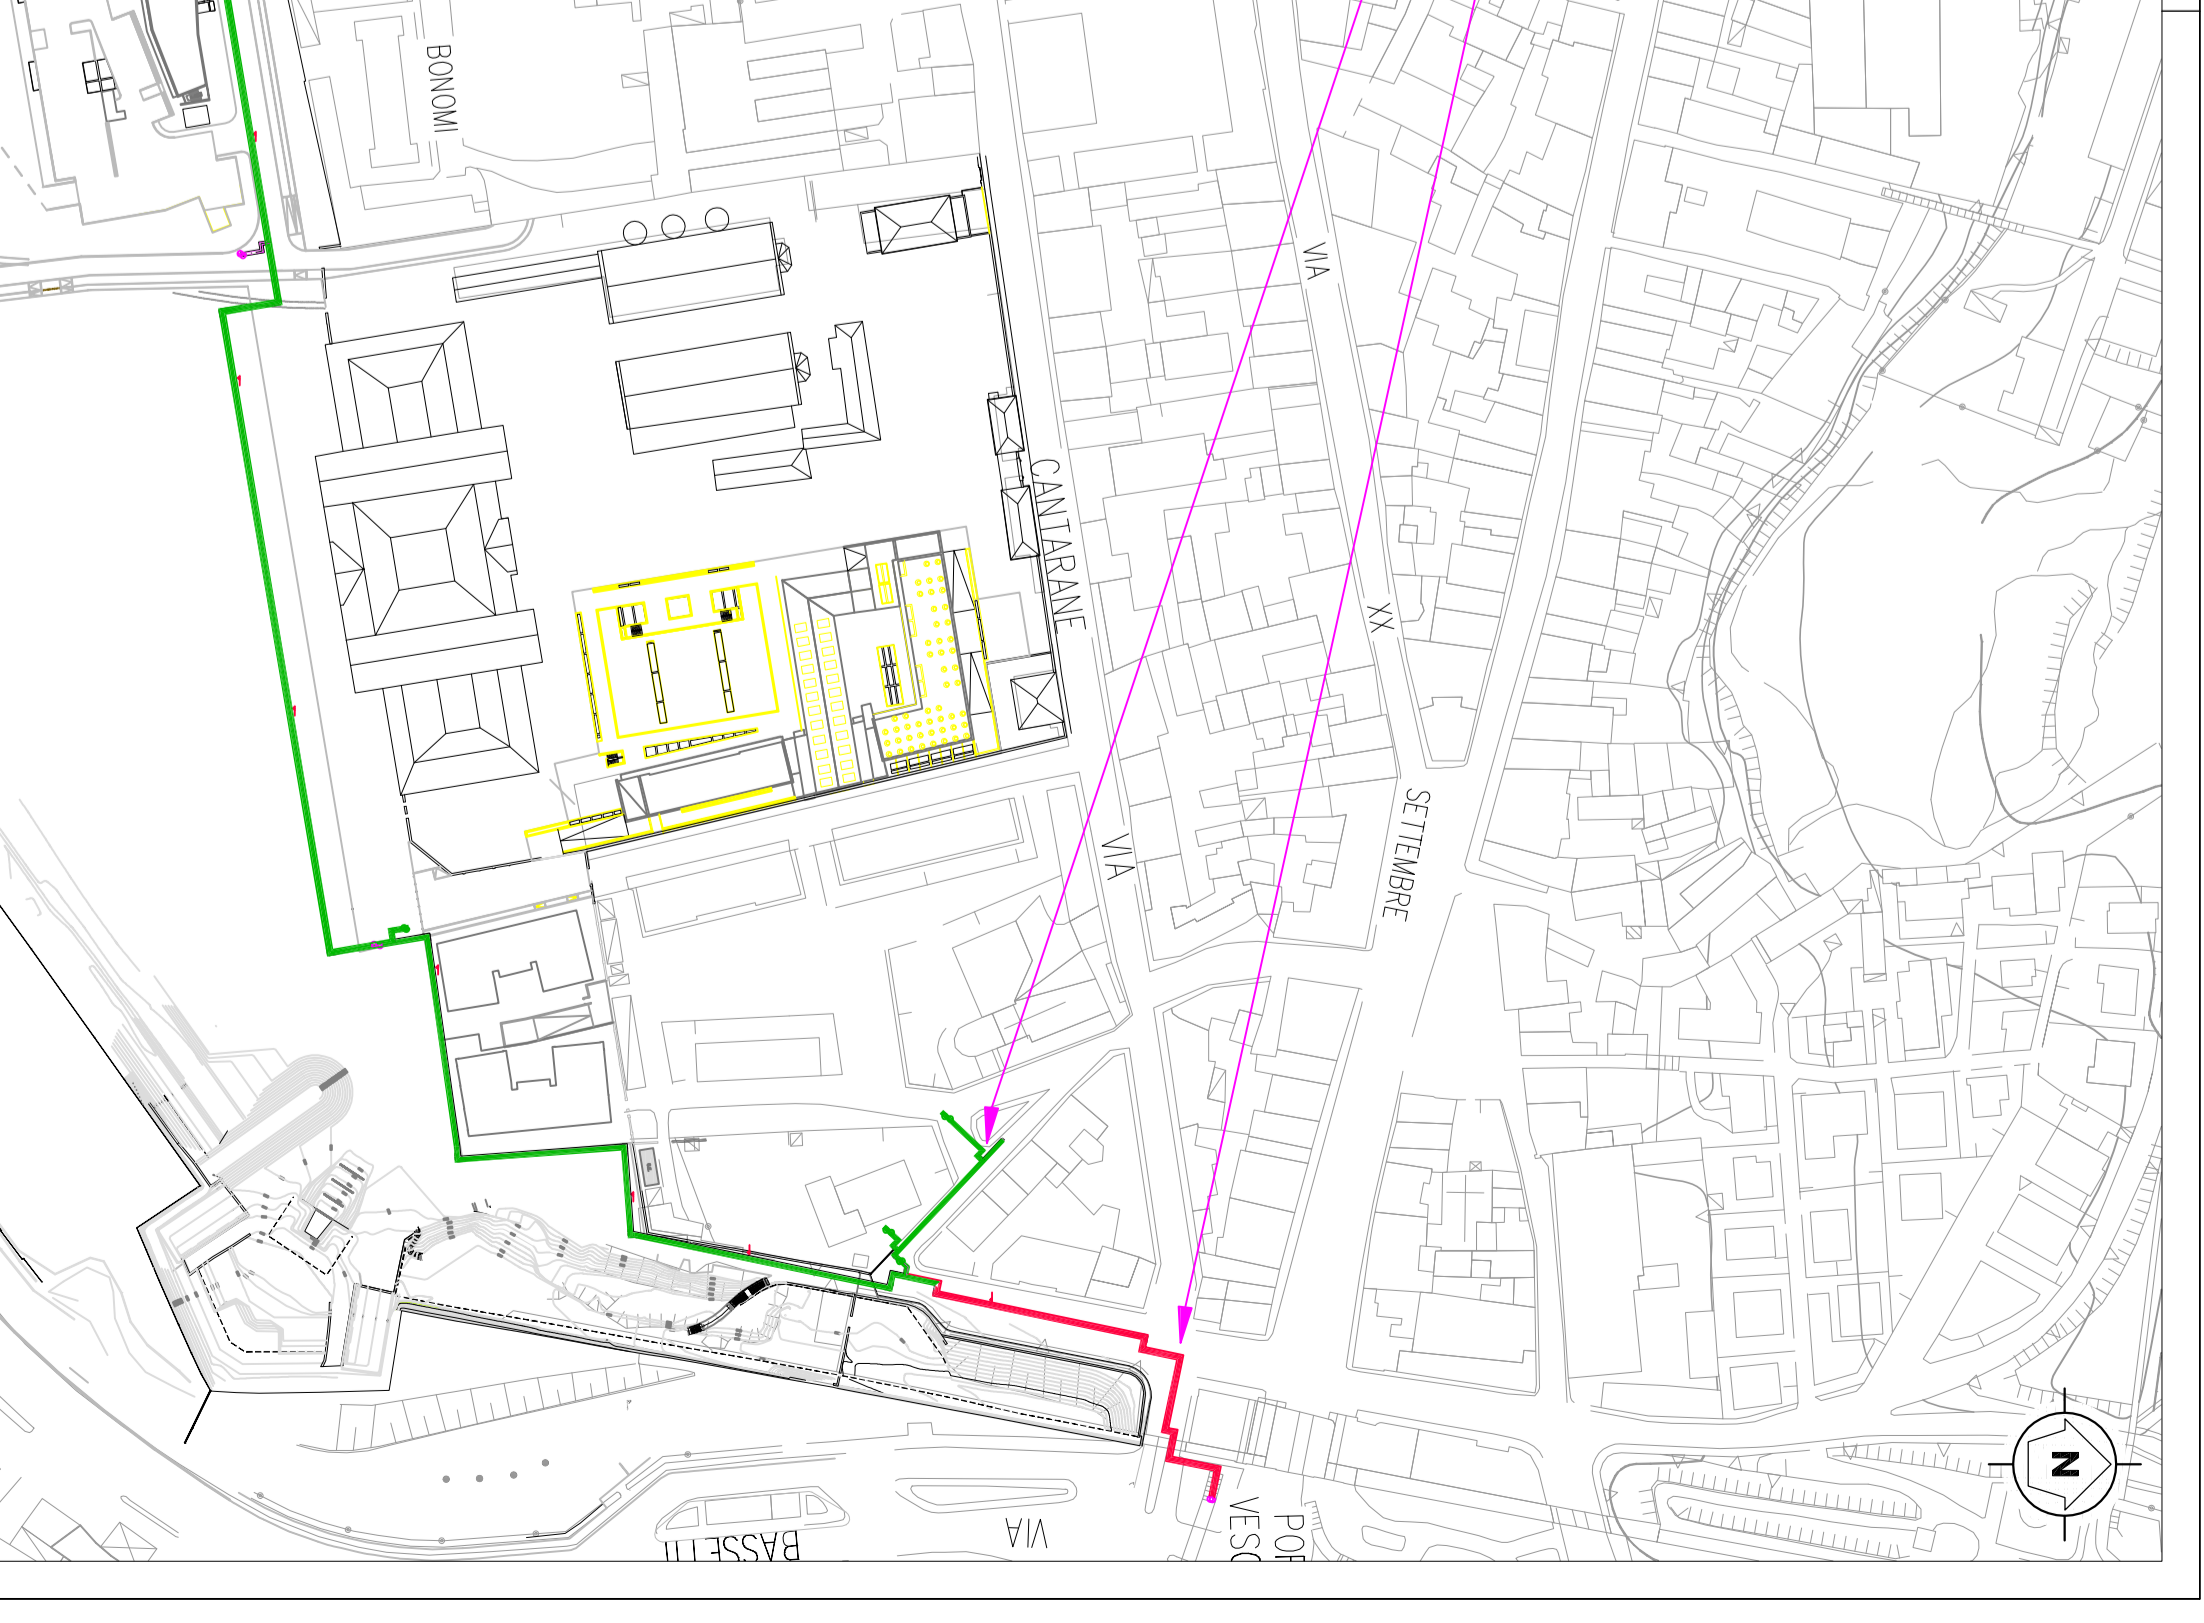 BONOMI
VIA
CANTARANE
XX
SETTEMBRE
VIA
VIA
BASSETTI
POR
VESC
N